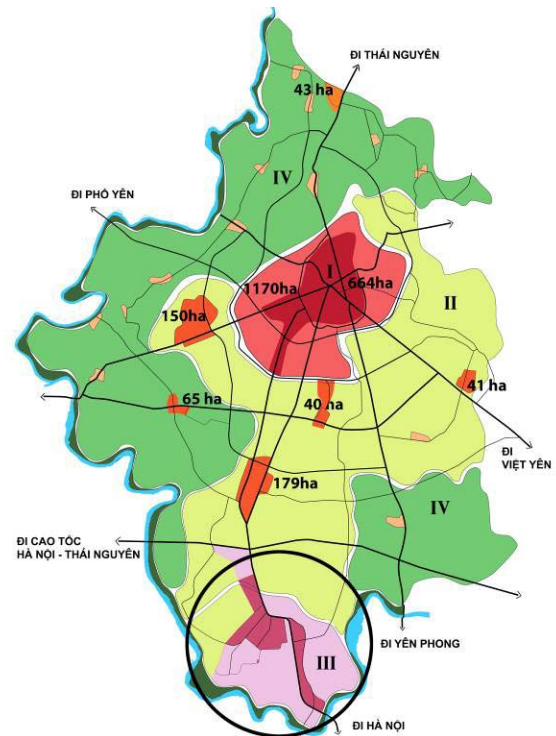 ĐI THÁI NGUYÊN
43 ha
IV
ĐI PHỔ YÊN
I
1170ha
664ha
II
150ha
65 ha
40 ha
41 ha
ĐI
VIỆT YÊN
179ha
IV
ĐI CAO TỐC
HÀ NỘI - THÁI NGUYÊN
ĐI YÊN PHONG
III
ĐI HÀ NỘI